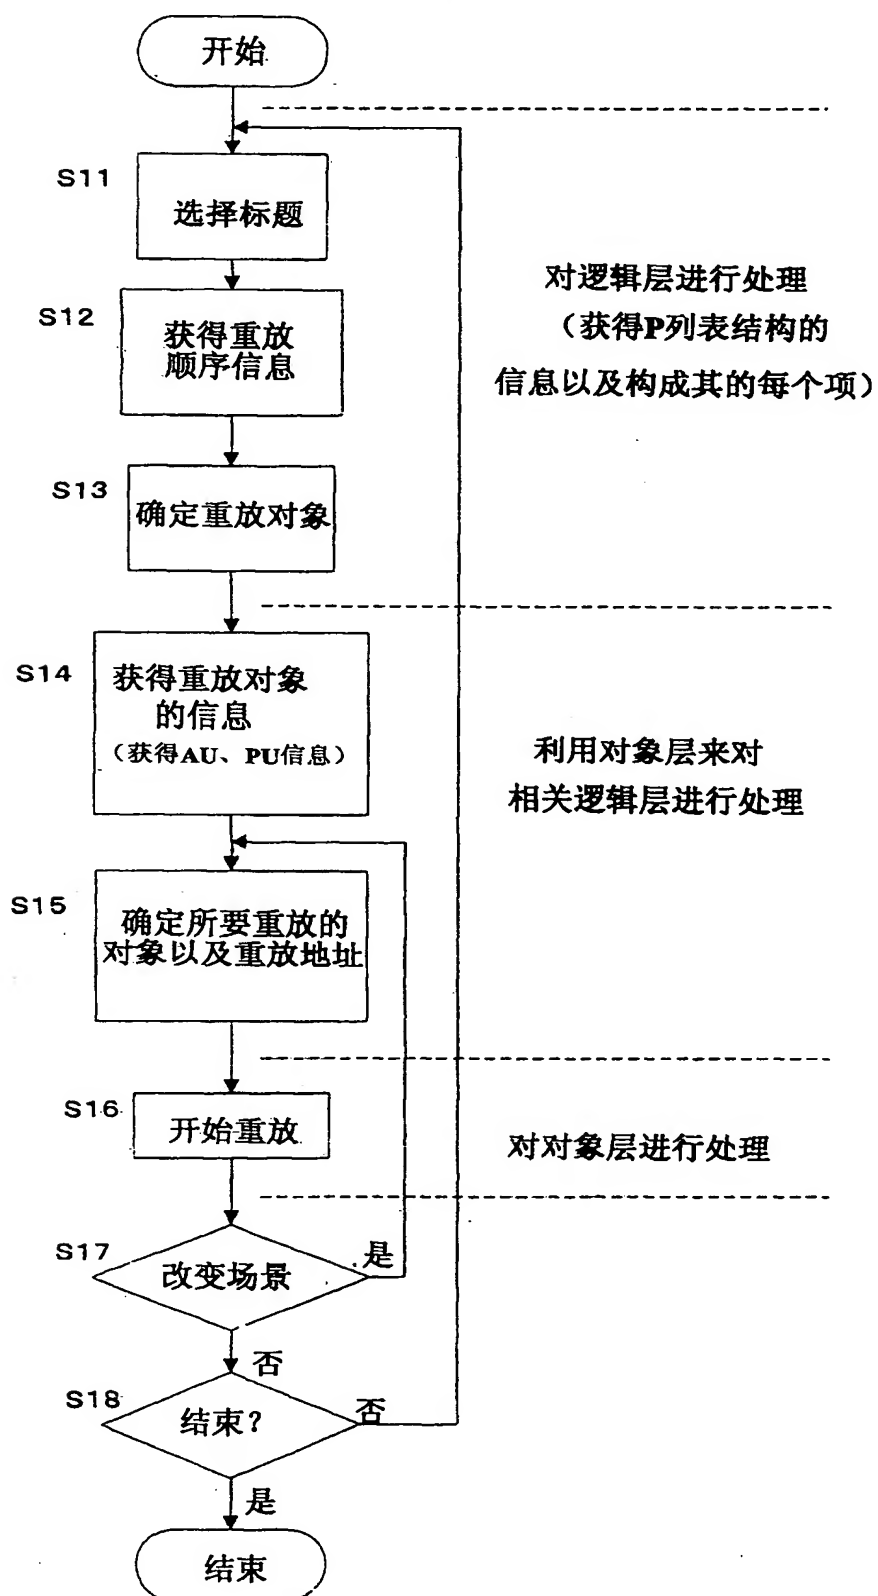 开始
S11
选择标题
S12
获得重放
顺序信息
对逻辑层进行处理
（获得P列表结构的
信息以及构成其的每个项）
S13
确定重放对象
S14
获得重放对象
的信息
（获得AU、PU信息）
利用对象层来对
相关逻辑层进行处理
S15
确定所要重放的
对象以及重放地址
S16
开始重放
对对象层进行处理
S17
改变场景
是
否
S18
结束？
否
是
结束